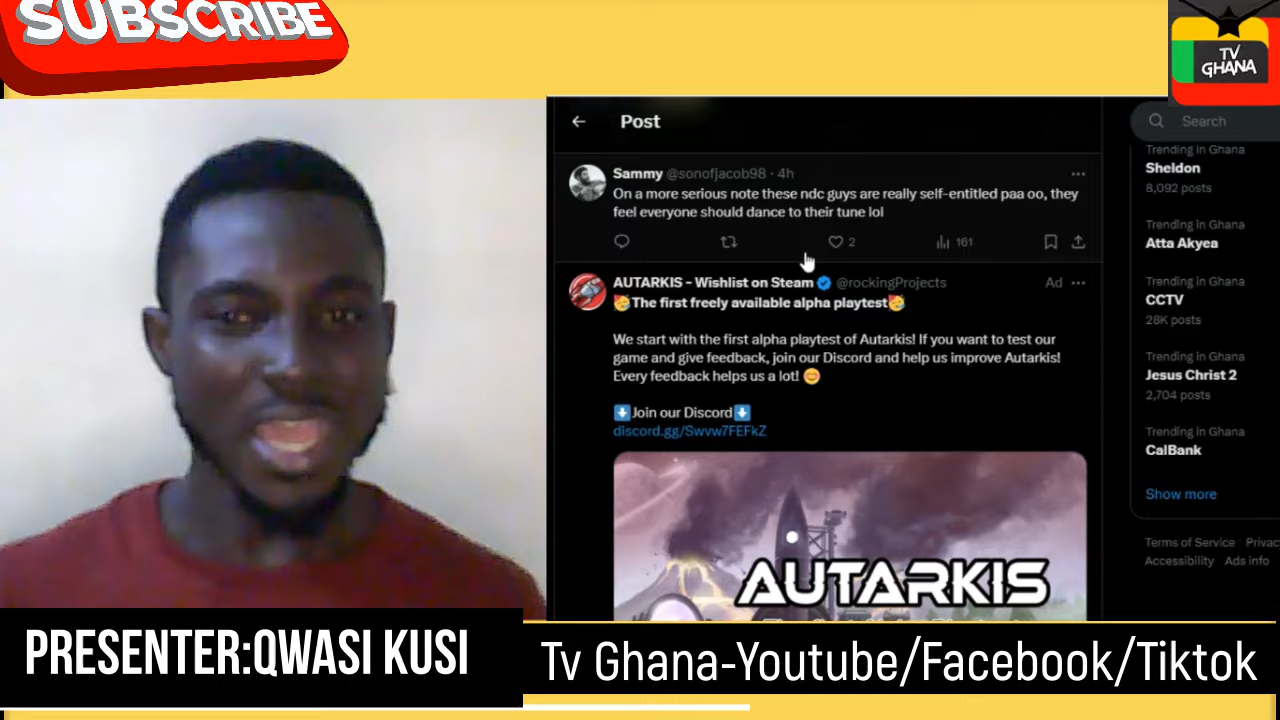 SUBSCRIBE
TV
GHANA
Post
Search
Sammy @sonofjacob98 · 4h
On a more serious note these ndc guys are really self-entitled paa oo, they
feel everyone should dance to their tune lol
2
161
AUTARKIS - Wishlist on Steam @rockingProjects Ad
🥳The first freely available alpha playtest🥳
We start with the first alpha playtest of Autarkis! If you want to test our
game and give feedback, join our Discord and help us improve Autarkis!
Every feedback helps us a lot! 😊
⬇️Join our Discord⬇️
discord.gg/Swvw7FEFkZ
AUTARKIS
Trending in Ghana
Sheldon
8,092 posts
Trending in Ghana
Atta Akyea
Trending in Ghana
CCTV
28K posts
Trending in Ghana
Jesus Christ 2
2,704 posts
Trending in Ghana
CalBank
Show more
Terms of Service Privac
Accessibility Ads info
PRESENTER:QWASI KUSI
Tv Ghana-Youtube/Facebook/Tiktok